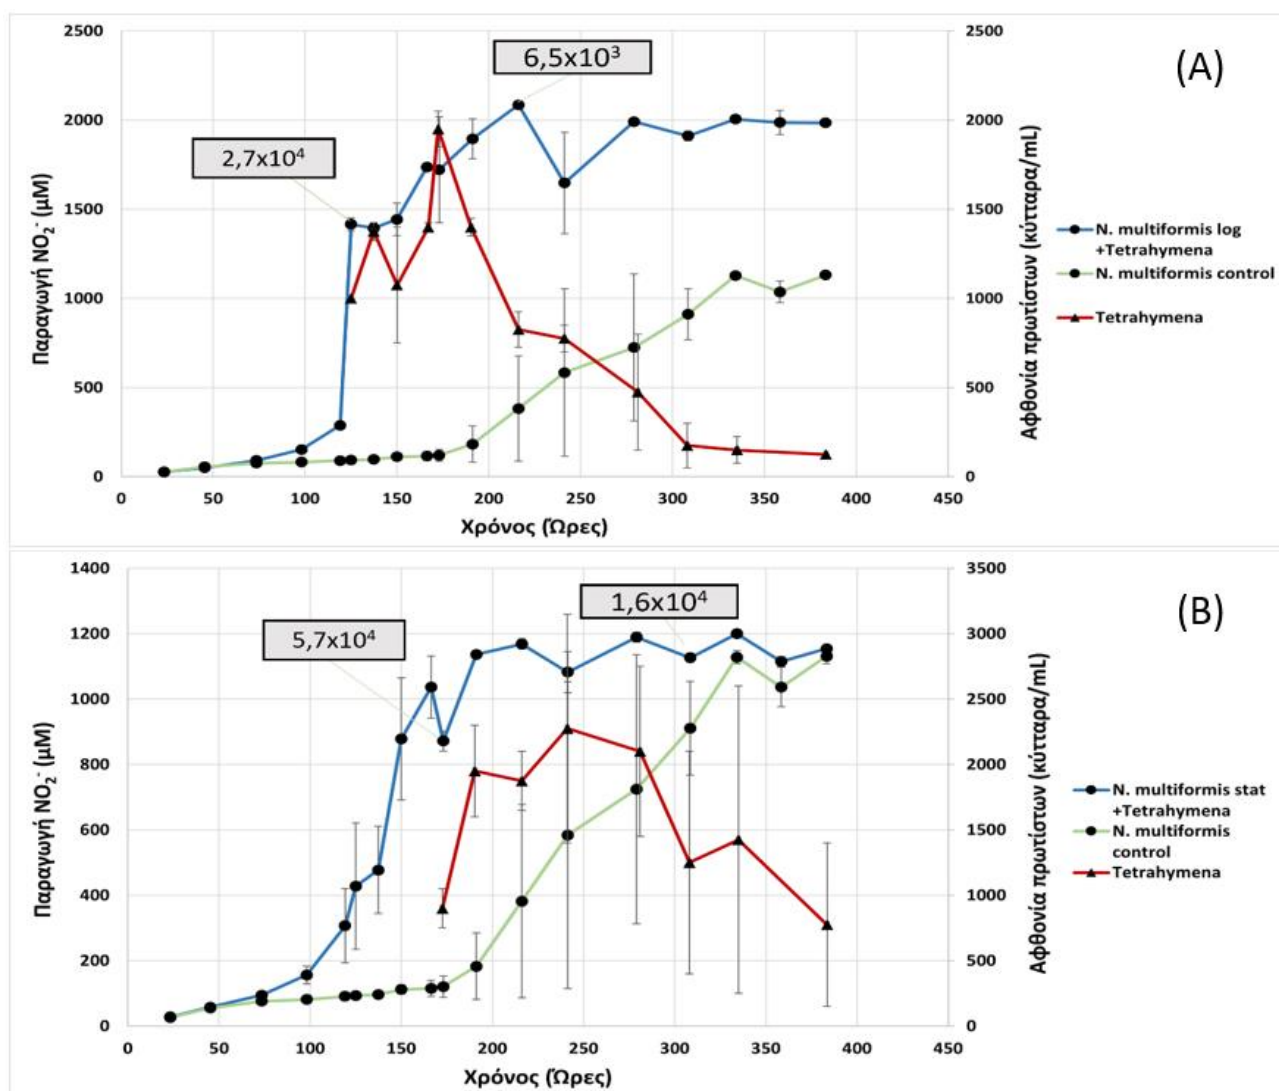 (A)
Παραγωγή NO₂⁻ (μM)
2500
2000
1500
1000
500
0
2,7x10⁴
6,5x10³
2500
2000
1500
1000
500
0
Αφθονία πρωτίστων (κύτταρα/mL)
0 50 100 150 200 250 300 350 400 450
Χρόνος (Ώρες)
N. multiformis log
+Tetrahymena
N. multiformis control
Tetrahymena
(B)
Παραγωγή NO₂⁻ (μM)
1400
1200
1000
800
600
400
200
0
5,7x10⁴
1,6x10⁴
3500
3000
2500
2000
1500
1000
500
0
Αφθονία πρωτίστων (κύτταρα/mL)
0 50 100 150 200 250 300 350 400 450
Χρόνος (Ώρες)
N. multiformis stat
+Tetrahymena
N. multiformis
control
Tetrahymena